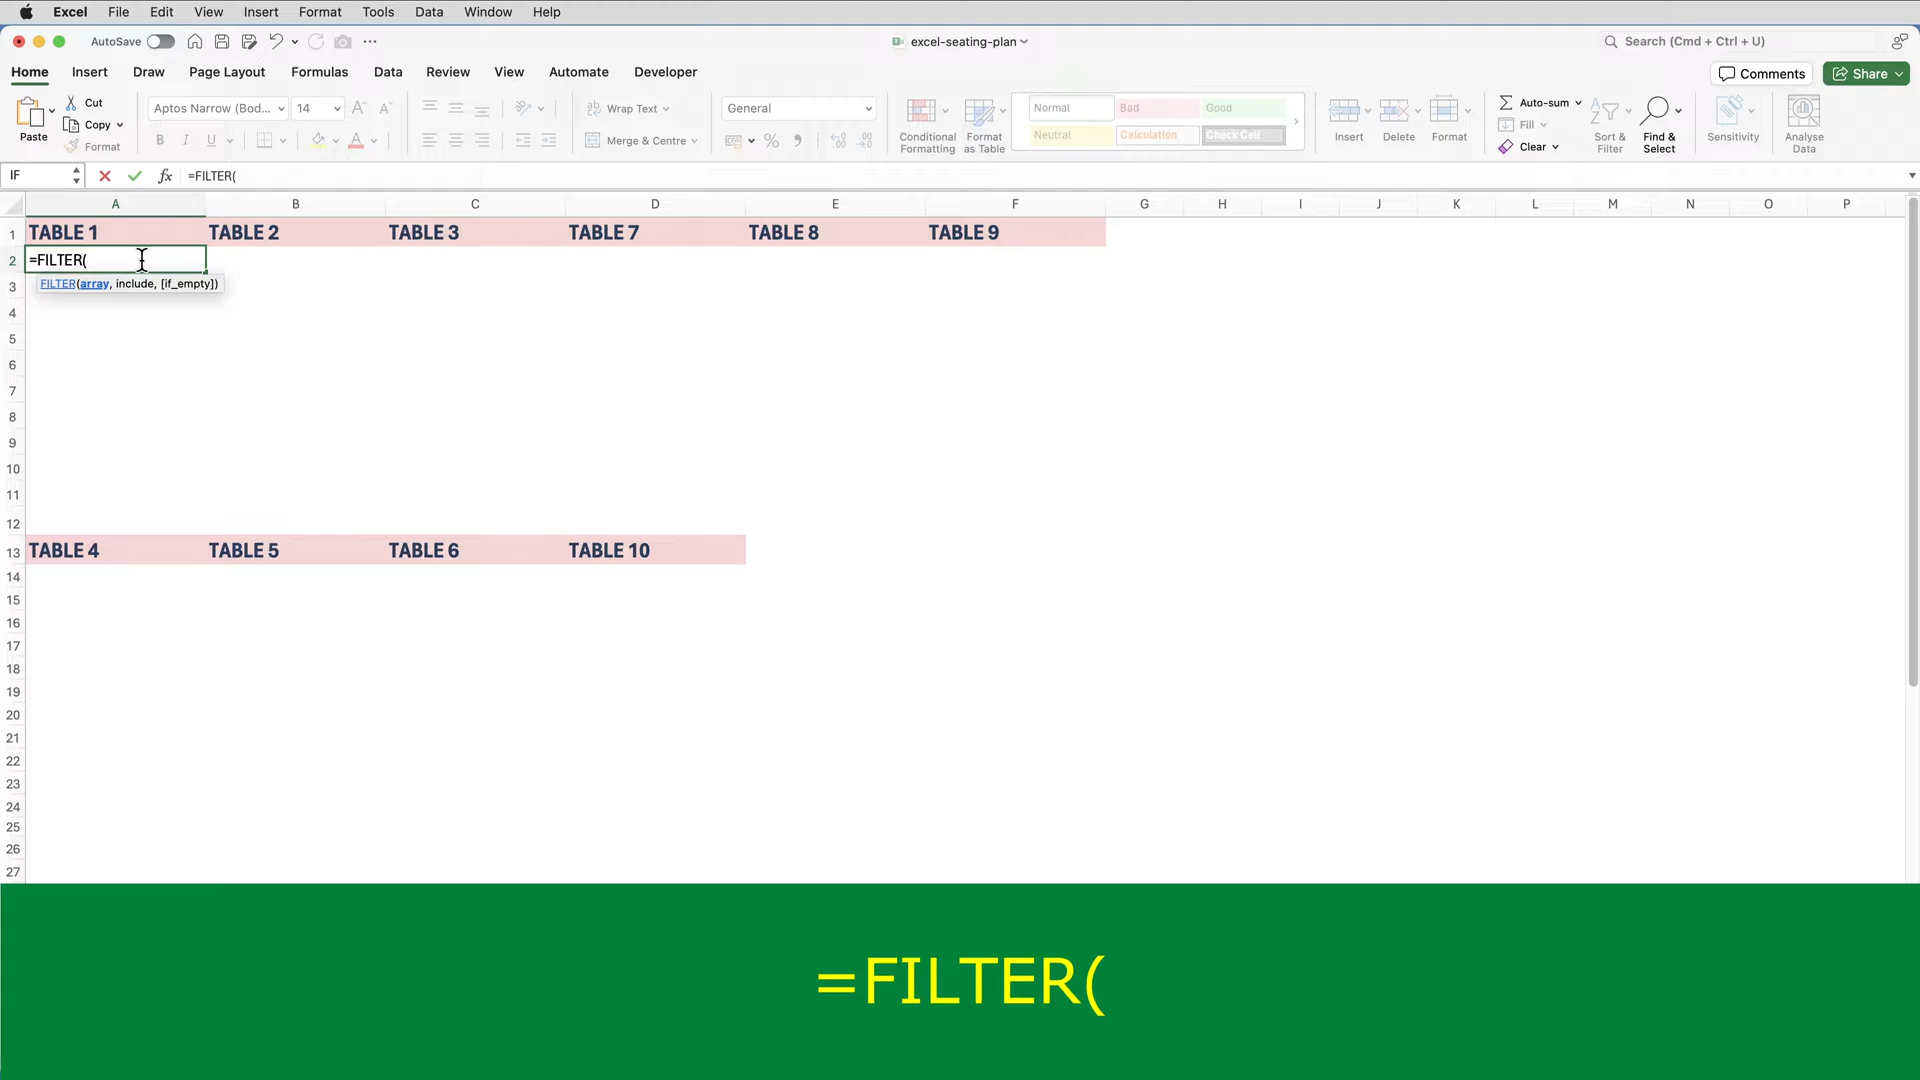 Excel File Edit View Insert Format Tools Data Window Help
AutoSave excel-seating-plan Search (Cmd + Ctrl + U)
Home Insert Draw Page Layout Formulas Data Review View Automate Developer Comments Share
Paste Cut Copy Format
Aptos Narrow (Bod... 14
B I U A
Wrap Text
Merge & Centre
General
%
Conditional Formatting
Format as Table
Normal Bad Good
Neutral Calculation Check Cell
Insert Delete Format
Auto-sum
Fill
Clear
Sort & Filter
Find & Select
Sensitivity
Analyse Data
IF fx =FILTER(
A B C D E F G H I J K L M N O P
1 TABLE 1 TABLE 2 TABLE 3 TABLE 7 TABLE 8 TABLE 9
2 =FILTER(
FILTER(array, include, [if_empty])
3
4
5
6
7
8
9
10
11
12
13 TABLE 4 TABLE 5 TABLE 6 TABLE 10
14
15
16
17
18
19
20
21
22
23
24
25
26
27
=FILTER(